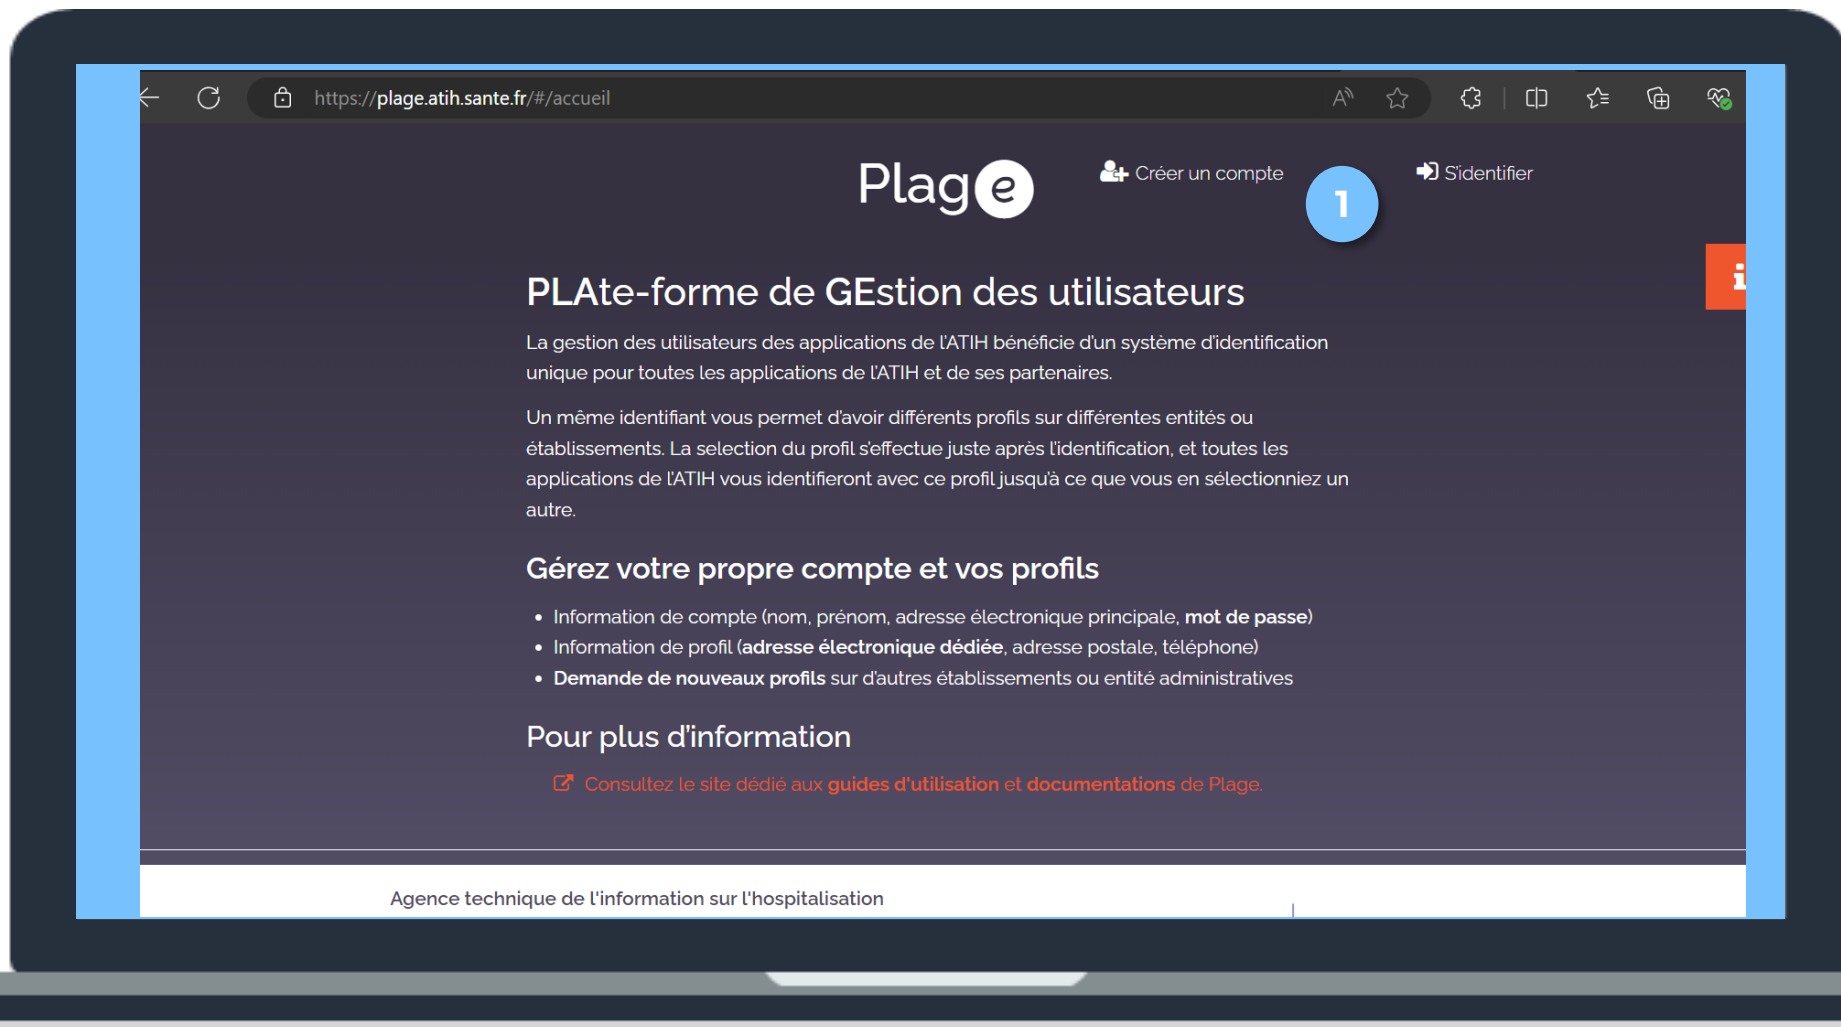 https://plage.atih.sante.fr/#/accueil
Plage
Créer un compte
1
S'identifier
PLAte-forme de GEstion des utilisateurs
La gestion des utilisateurs des applications de l'ATIH bénéficie d'un système d'identification
unique pour toutes les applications de l'ATIH et de ses partenaires.
Un même identifiant vous permet d'avoir différents profils sur différentes entités ou
établissements. La selection du profil s'effectue juste après l'identification, et toutes les
applications de l'ATIH vous identifieront avec ce profil jusqu'à ce que vous en sélectionniez un
autre.
Gérez votre propre compte et vos profils
• Information de compte (nom, prénom, adresse électronique principale, mot de passe)
• Information de profil (adresse électronique dédiée, adresse postale, téléphone)
• Demande de nouveaux profils sur d'autres établissements ou entité administratives
Pour plus d'information
Consultez le site dédié aux guides d'utilisation et documentations de Plage.
Agence technique de l'information sur l'hospitalisation